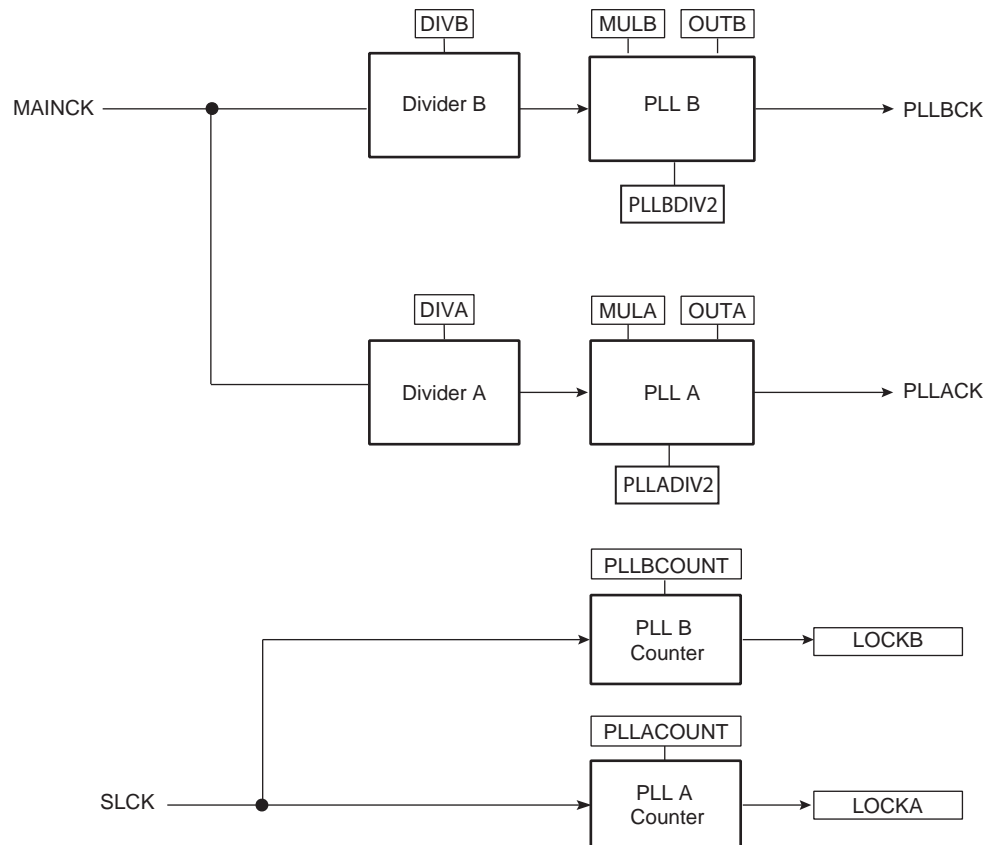 DIVB
MULB
OUTB
MAINCK
Divider B
PLL B
PLLBCK
PLLBDIV2
DIVA
MULA
OUTA
Divider A
PLL A
PLLACK
PLLADIV2
PLLBCOUNT
PLL B
Counter
LOCKB
PLLACOUNT
SLCK
PLL A
Counter
LOCKA